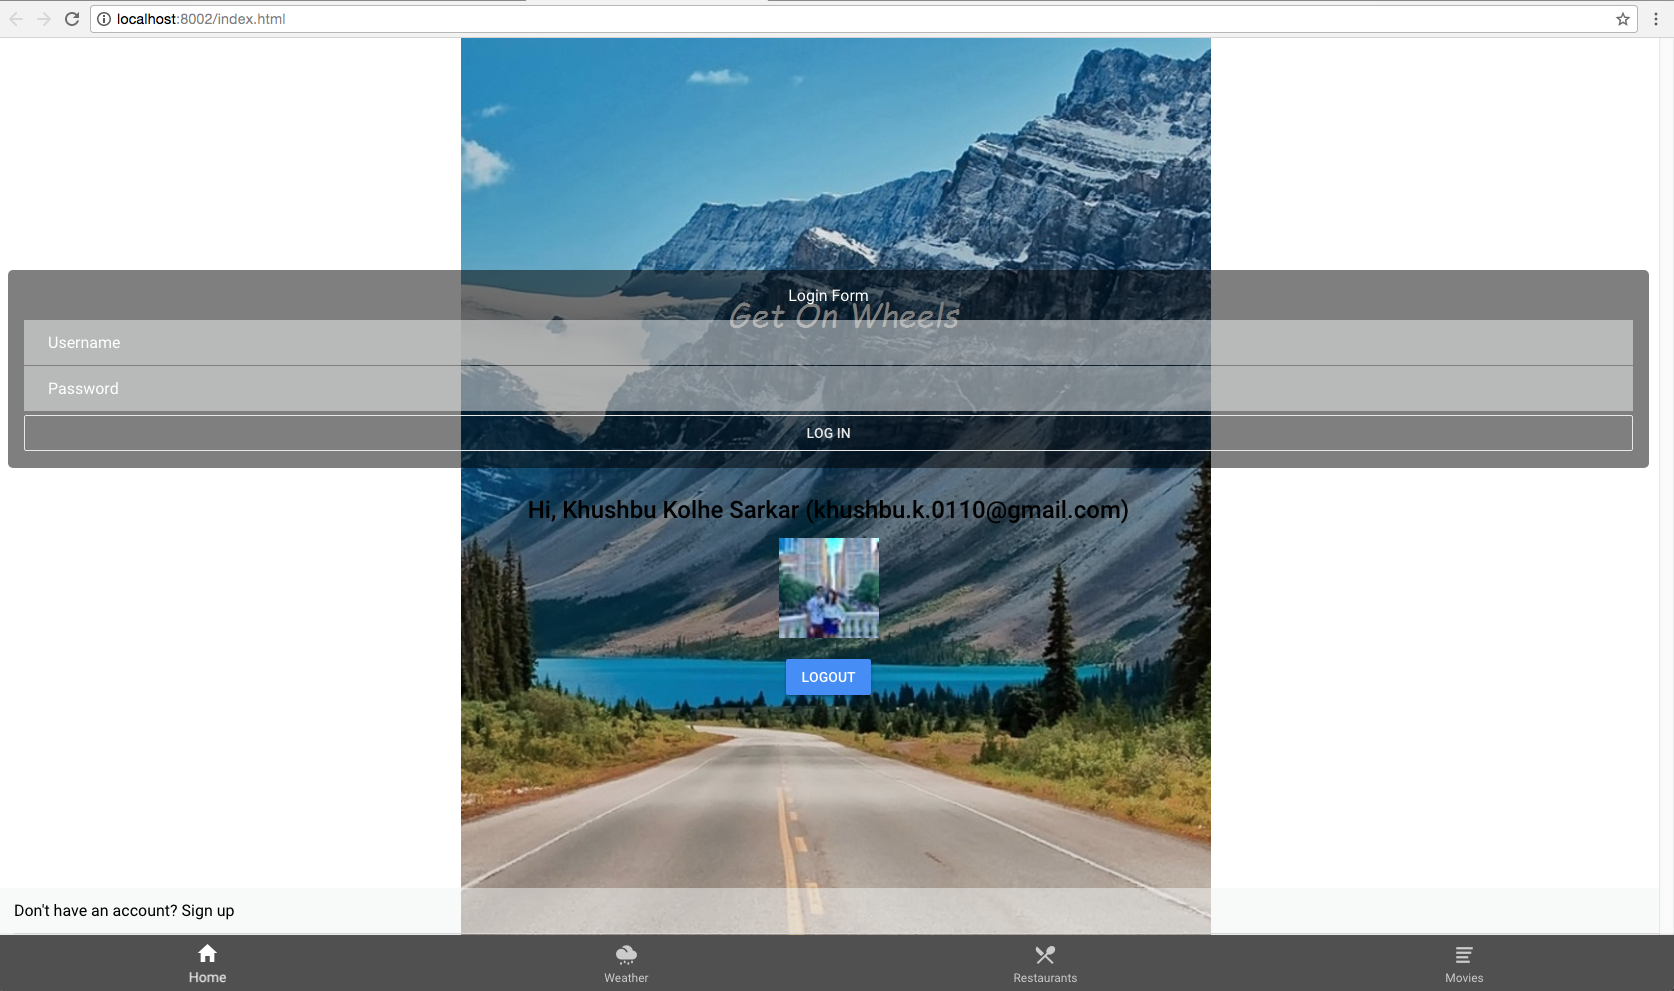 localhost:8002/index.html
Login Form
Get On Wheels
Username
Password
LOG IN
Hi, Khushbu Kolhe Sarkar (khushbu.k.0110@gmail.com)
LOGOUT
Don't have an account? Sign up
Home
Weather
Restaurants
Movies